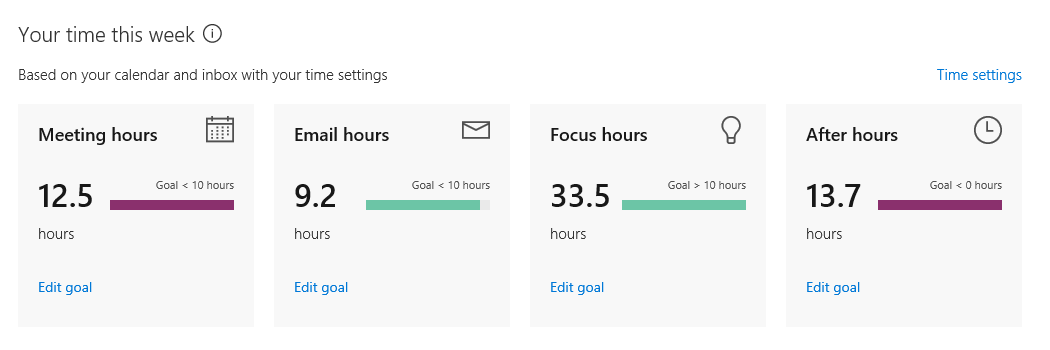 Your time this week
Based on your calendar and inbox with your time settings
Time settings
Meeting hours
Goal < 10 hours
12.5
hours
Edit goal
Email hours
Goal < 10 hours
9.2
hours
Edit goal
Focus hours
Goal > 10 hours
33.5
hours
Edit goal
After hours
Goal < 0 hours
13.7
hours
Edit goal